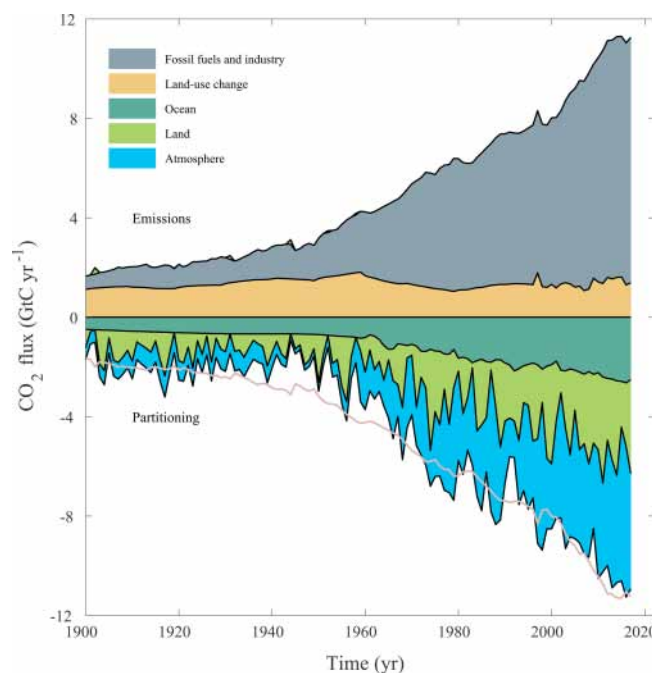 12
Fossil fuels and industry
Land-use change
Ocean
Land
Atmosphere
8
4
Emissions
0
CO2 flux (GtC yr-1)
-4
Partitioning
-8
-12
1900 1920 1940 1960 1980 2000 2020
Time (yr)